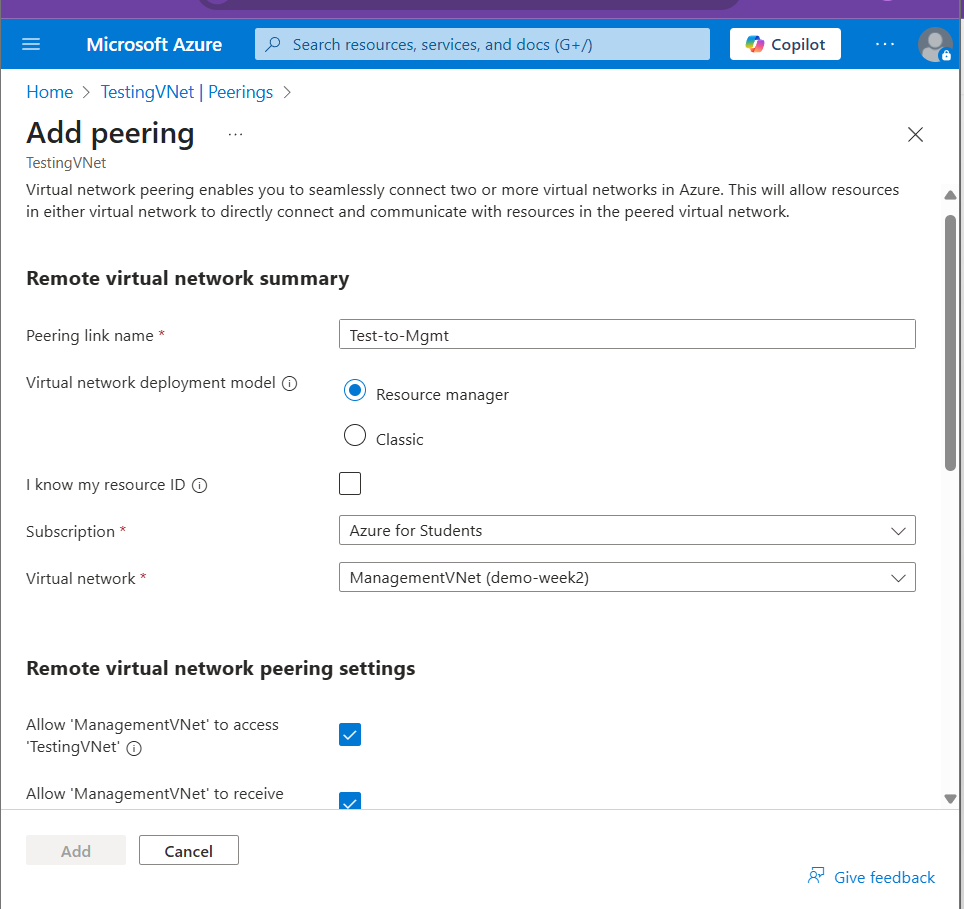 Microsoft Azure
Search resources, services, and docs (G+/)
Copilot
Home > TestingVNet | Peerings >
Add peering
TestingVNet
Virtual network peering enables you to seamlessly connect two or more virtual networks in Azure. This will allow resources
in either virtual network to directly connect and communicate with resources in the peered virtual network.
Remote virtual network summary
Peering link name *
Test-to-Mgmt
Virtual network deployment model
Resource manager
Classic
I know my resource ID
Subscription *
Azure for Students
Virtual network *
ManagementVNet (demo-week2)
Remote virtual network peering settings
Allow 'ManagementVNet' to access
'TestingVNet'
Allow 'ManagementVNet' to receive
Add
Cancel
Give feedback